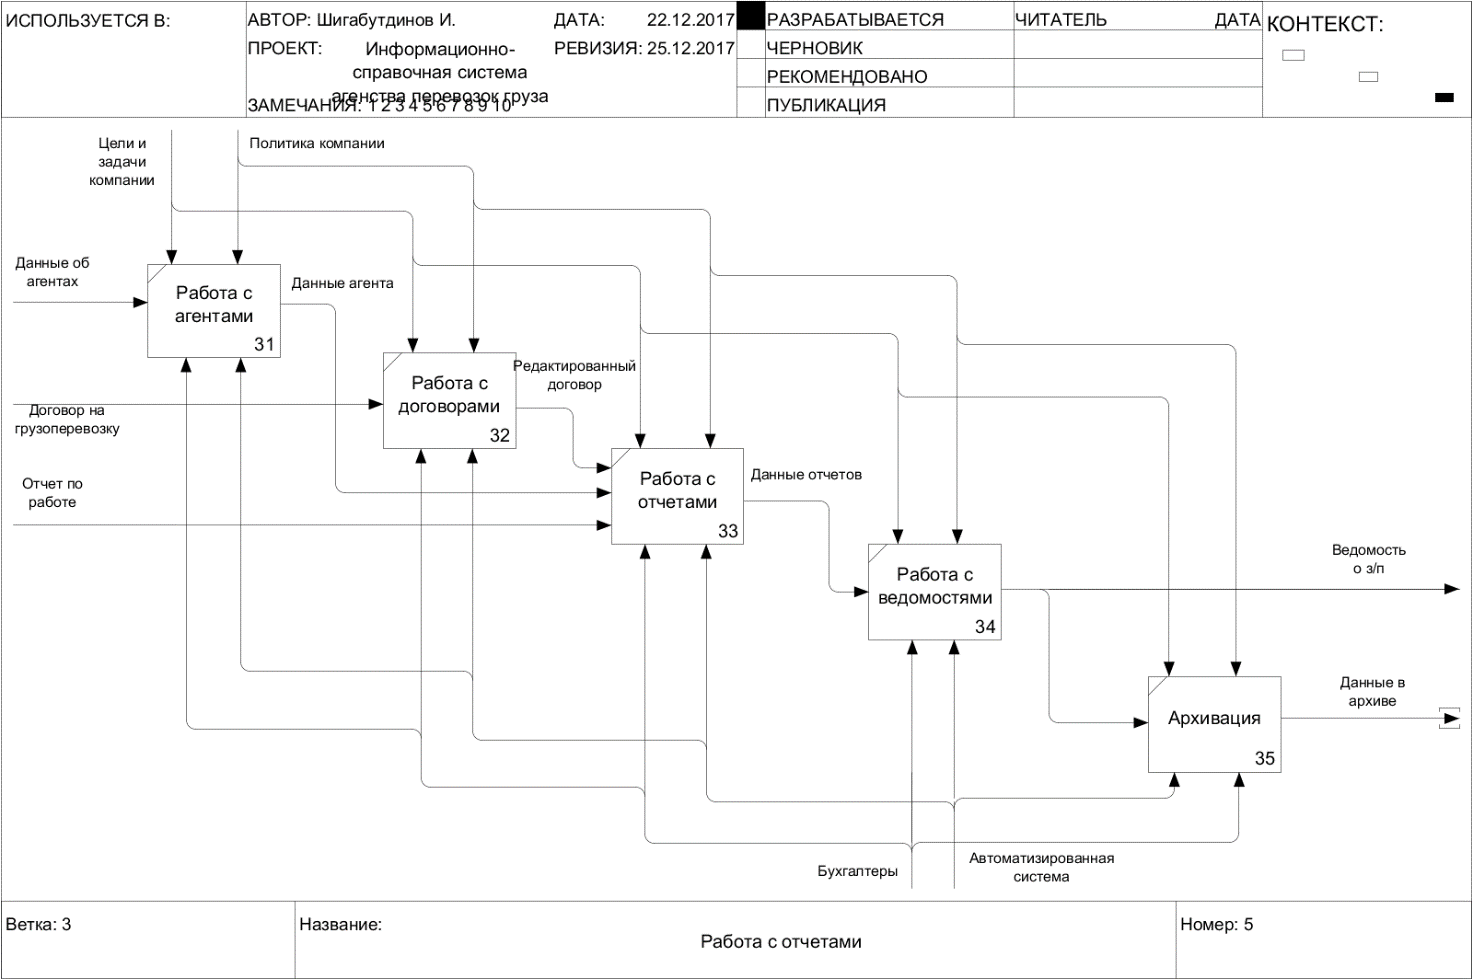 ИСПОЛЬЗУЕТСЯ В:
АВТОР: Шигабутдинов И.
ДАТА: 22.12.2017
ПРОЕКТ: Информационно-
справочная система
агенства перевозок груза
РЕВИЗИЯ: 25.12.2017
ЗАМЕЧАНИЯ: 1 2 3 4 5 6 7 8 9 10
РАЗРАБАТЫВАЕТСЯ
ЧЕРНОВИК
РЕКОМЕНДОВАНО
ПУБЛИКАЦИЯ
ЧИТАТЕЛЬ
ДАТА
КОНТЕКСТ:
Цели и
задачи
компании
Политика компании
Данные об
агентах
Работа с
агентами
31
Данные агента
Договор на
грузоперевозку
Работа с
договорами
32
Редактированный
договор
Отчет по
работе
Работа с
отчетами
33
Данные отчетов
Работа с
ведомостями
34
Ведомость
о з/п
Архивация
35
Данные в
архиве
Бухгалтеры
Автоматизированная
система
Ветка: 3
Название:
Работа с отчетами
Номер: 5